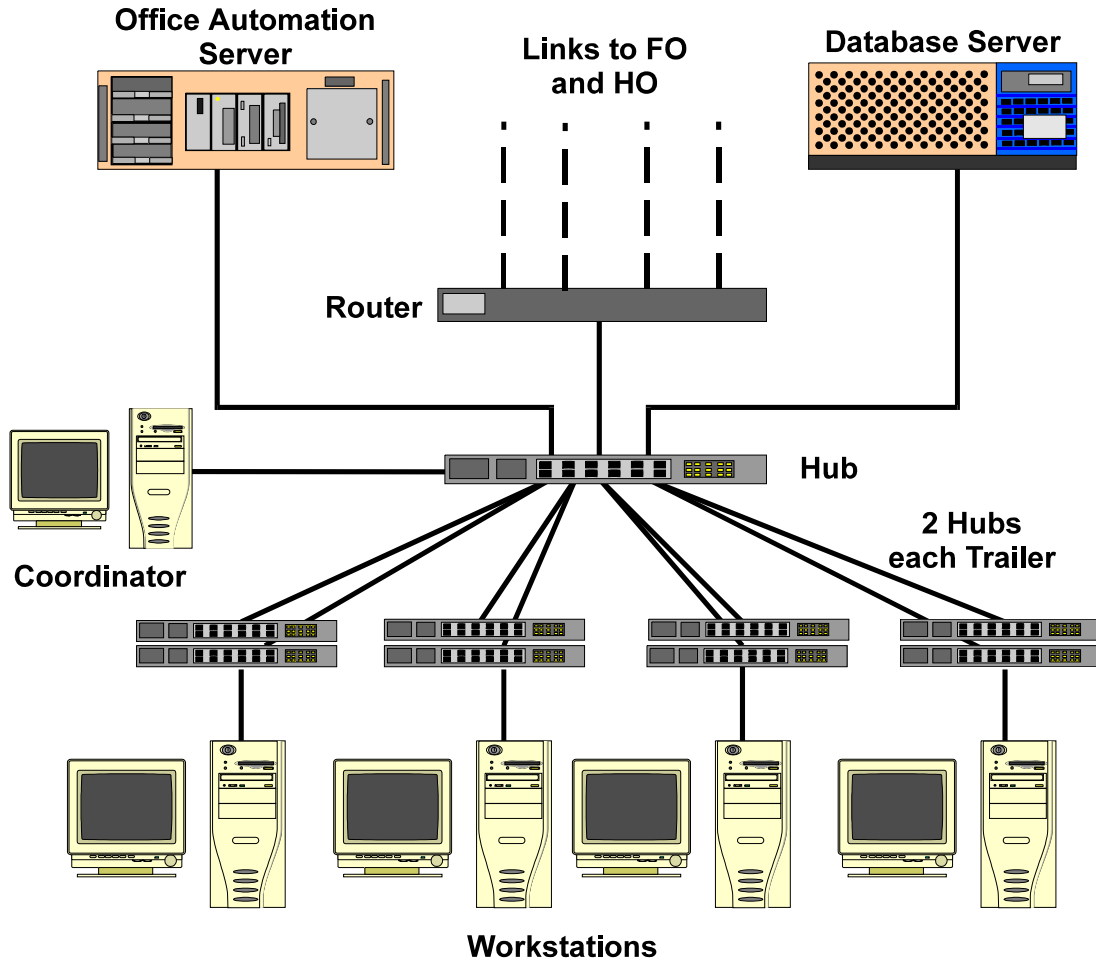 Office Automation
Server
Links to FO
and HO
Database Server
Router
Hub
2 Hubs
each Trailer
Coordinator
Workstations